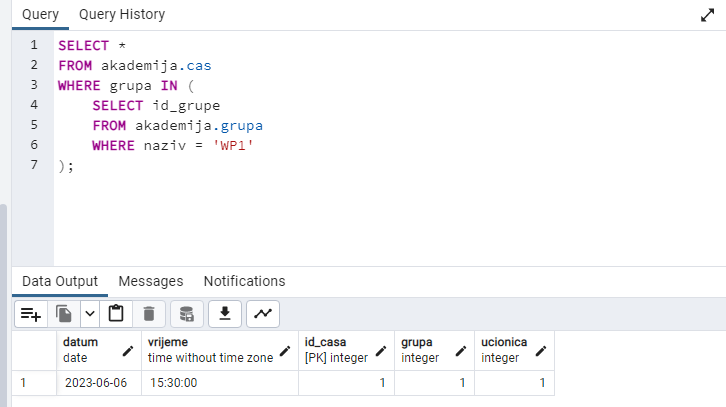 Query Query History
1 SELECT *
2 FROM akademija.cas
3 WHERE grupa IN (
4 SELECT id_grupe
5 FROM akademija.grupa
6 WHERE naziv = 'WP1'
7 );
Data Output Messages Notifications
datum vrijeme id_casa grupa ucionica
date time without time zone [PK] integer integer integer
1 2023-06-06 15:30:00 1 1 1